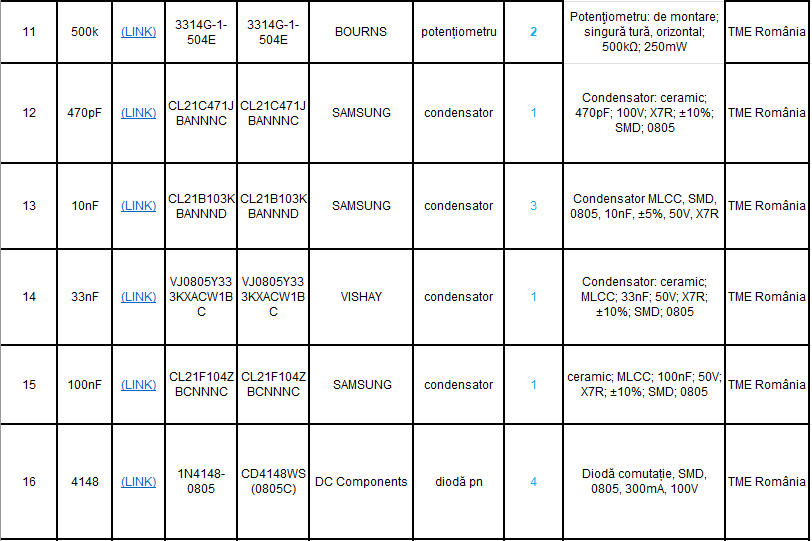 11 500k (LINK) 3314G-1-504E 3314G-1-504E BOURNS potențiometru 2 Potențiometru: de montare; singură tură, orizontal; 500kΩ; 250mW TME România
12 470pF (LINK) CL21C471JBANNNC CL21C471JBANNNC SAMSUNG condensator 1 Condensator: ceramic; 470pF; 100V; X7R; ±10%; SMD; 0805 TME România
13 10nF (LINK) CL21B103KBANNND CL21B103KBANNND SAMSUNG condensator 3 Condensator MLCC, SMD, 0805, 10nF, ±5%, 50V, X7R TME România
14 33nF (LINK) VJ0805Y333KXACW1BC VJ0805Y333KXACW1BC VISHAY condensator 1 Condensator: ceramic; MLCC; 33nF; 50V; X7R; ±10%; SMD; 0805 TME România
15 100nF (LINK) CL21F104ZBCNNNC CL21F104ZBCNNNC SAMSUNG condensator 1 ceramic; MLCC; 100nF; 50V; X7R; ±10%; SMD; 0805 TME România
16 4148 (LINK) 1N4148-0805 CD4148WS (0805C) DC Components diodă pn 4 Diodă comutație, SMD, 0805, 300mA, 100V TME România